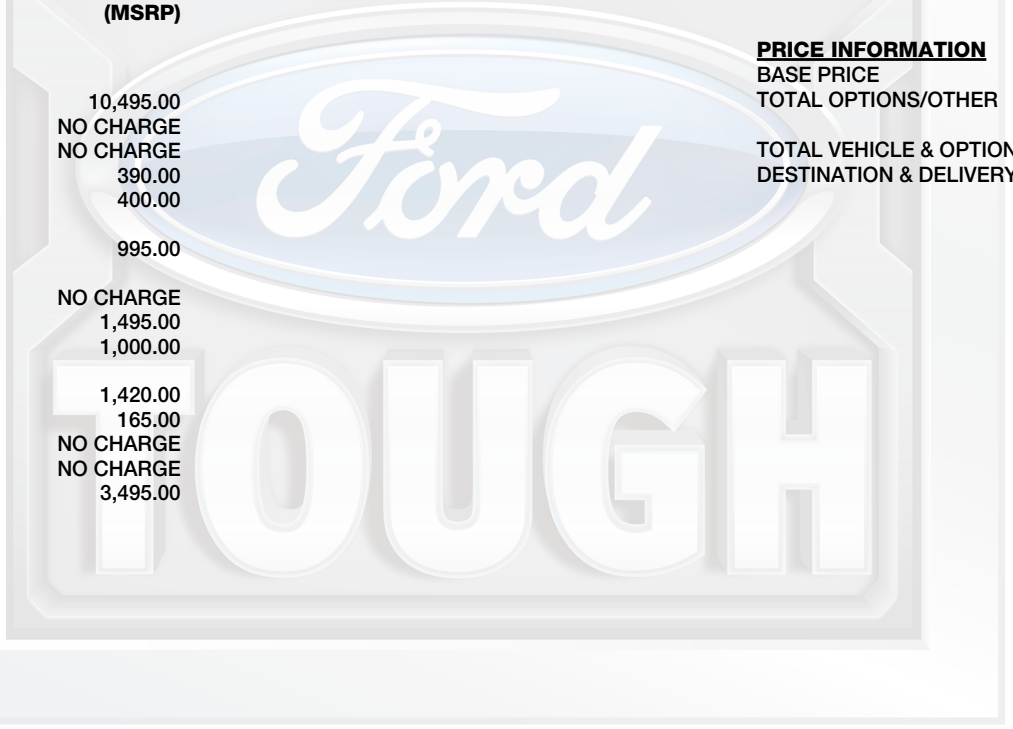 (MSRP)
10,495.00
NO CHARGE
NO CHARGE
390.00
400.00
995.00
NO CHARGE
1,495.00
1,000.00
1,420.00
165.00
NO CHARGE
NO CHARGE
3,495.00
PRICE INFORMATION
BASE PRICE
TOTAL OPTIONS/OTHER
TOTAL VEHICLE & OPTION
DESTINATION & DELIVERY
Ford
TOUGH